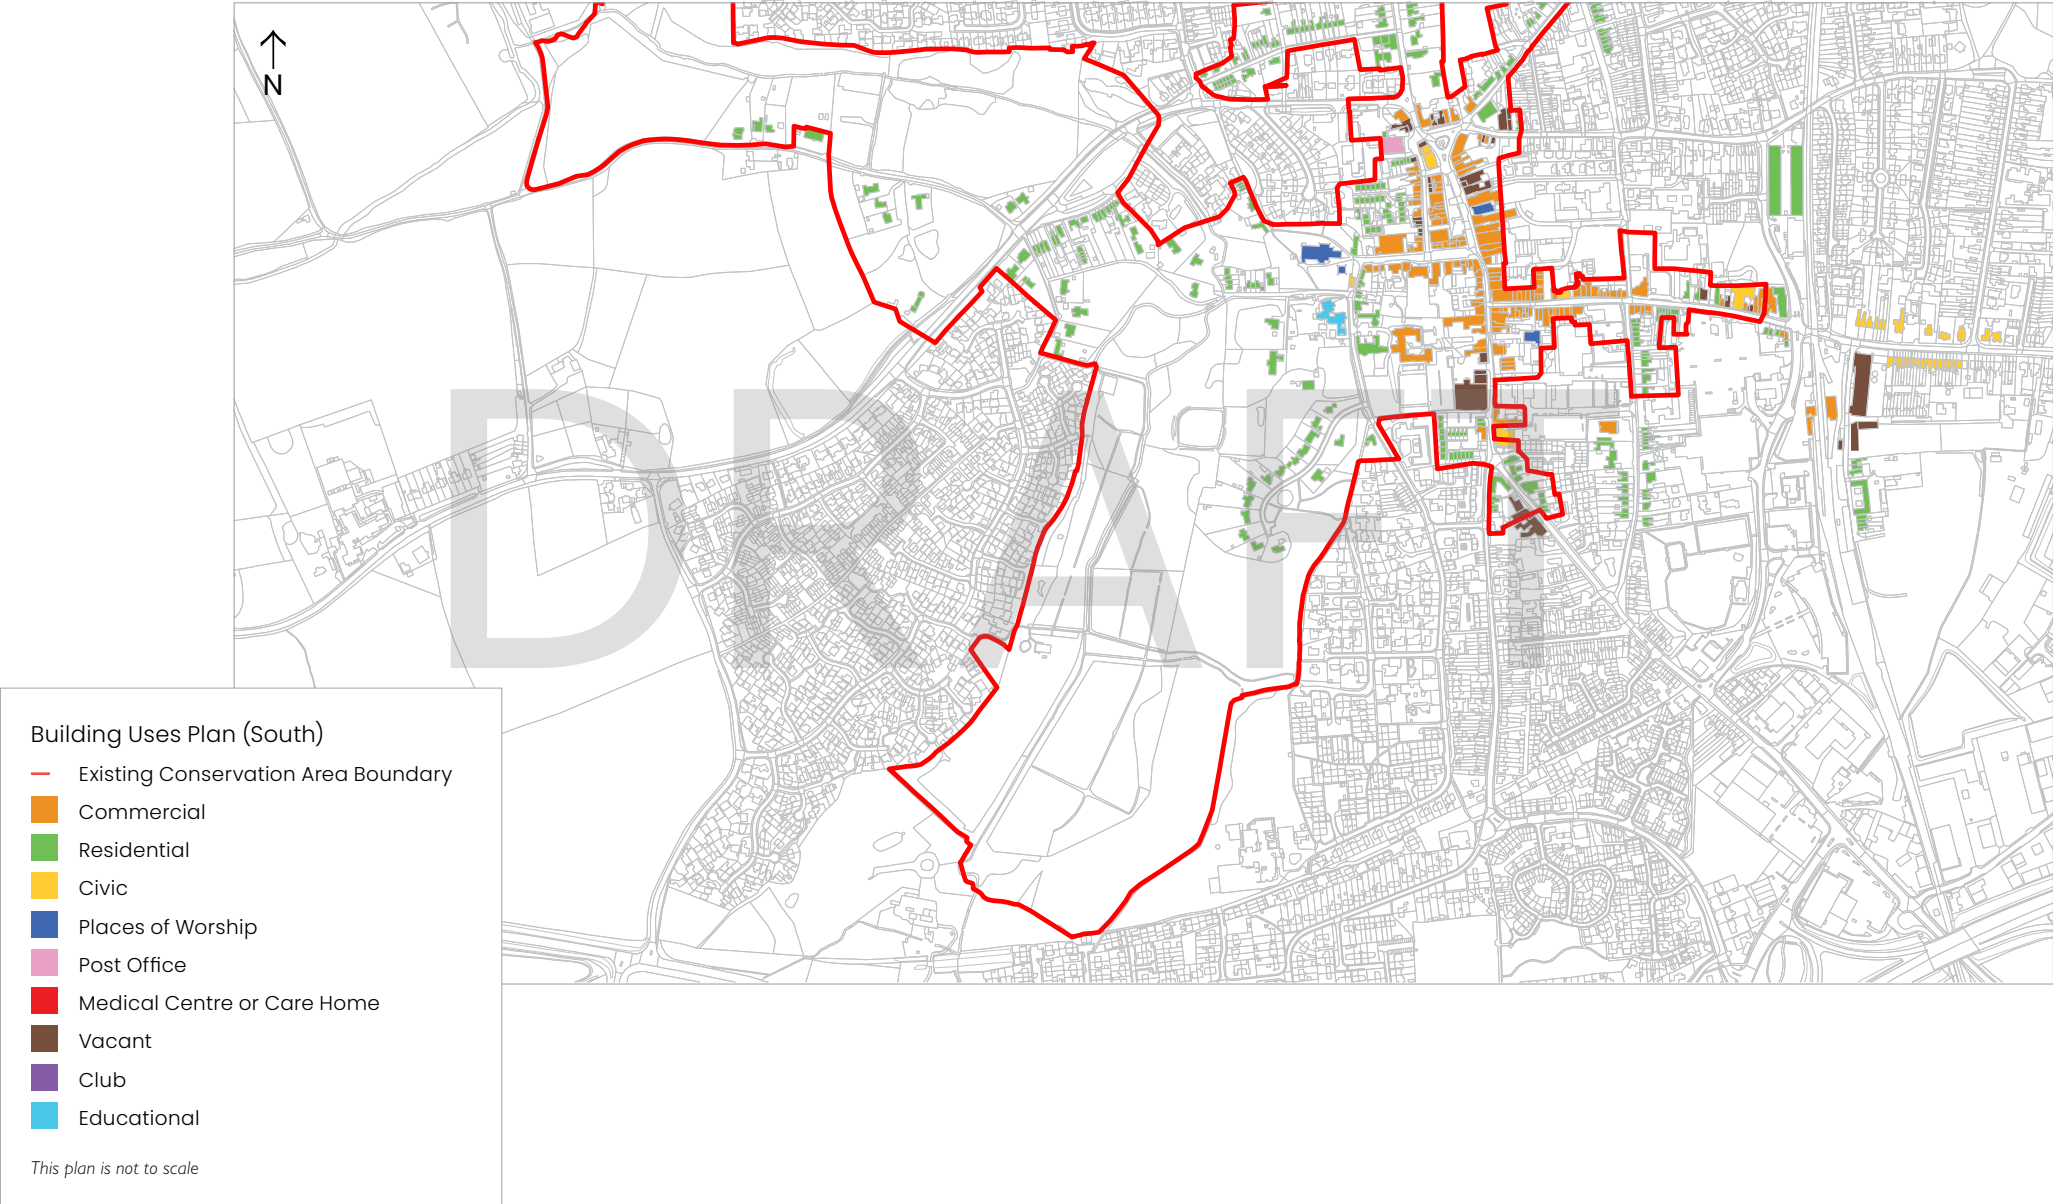 N
DRAFT
Building Uses Plan (South)
Existing Conservation Area Boundary
Commercial
Residential
Civic
Places of Worship
Post Office
Medical Centre or Care Home
Vacant
Club
Educational
This plan is not to scale